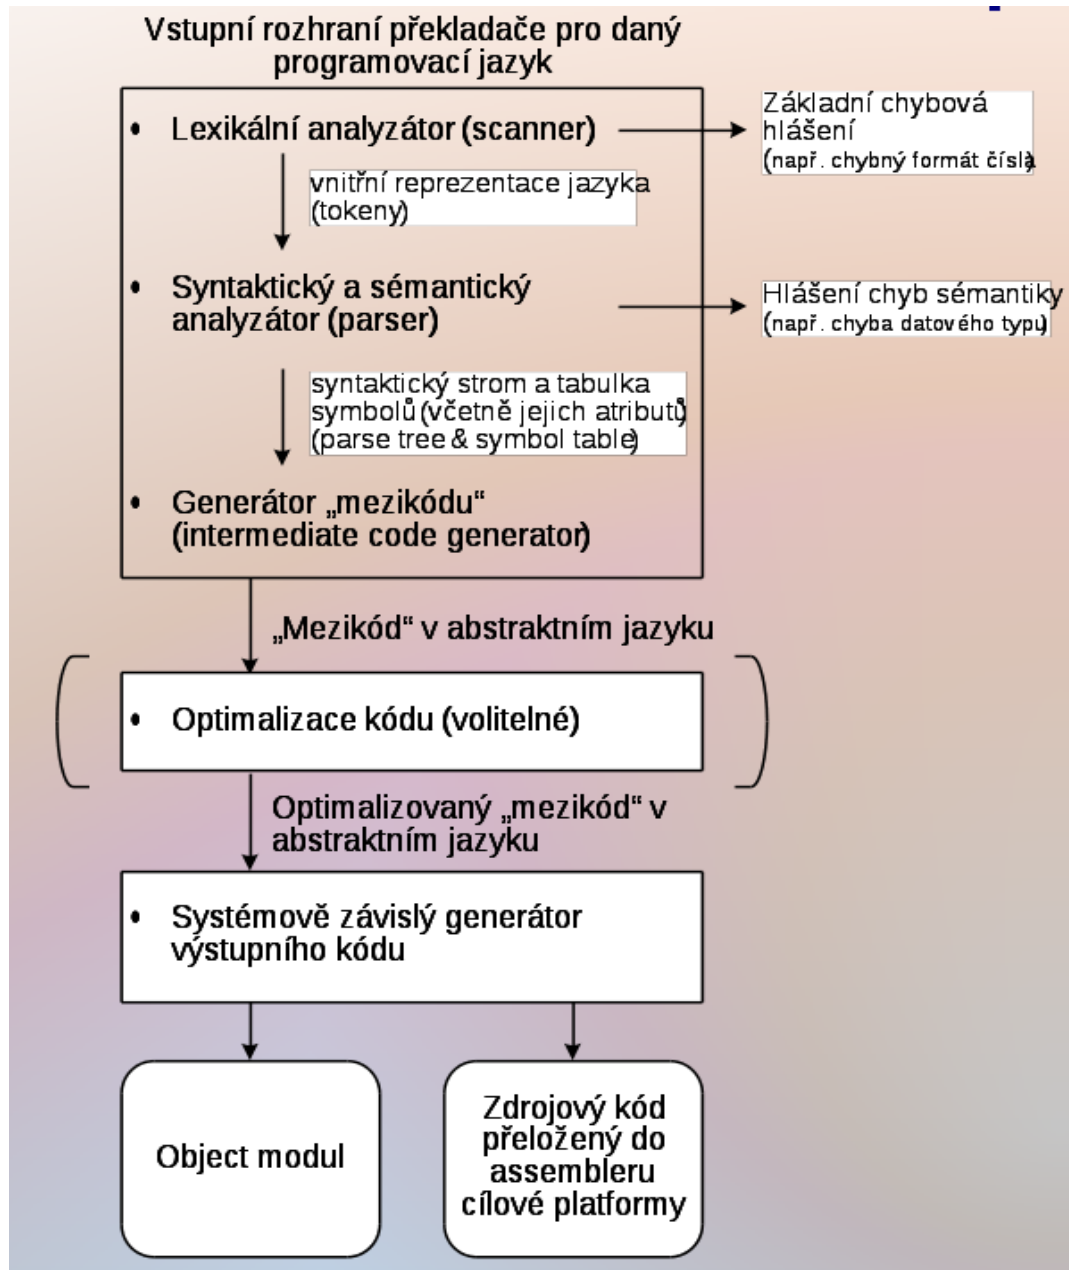 Vstupní rozhraní překladače pro daný
programovací jazyk
• Lexikální analyzátor (scanner)
Základní chybová
hlášení
(např. chybný formát čísla)
vnitřní reprezentace jazyka
(tokeny)
• Syntaktický a sémantický
analyzátor (parser)
Hlášení chyb sémantiky
(např. chyba datového typu)
syntaktický strom a tabulka
symbolů (včetně jejich atributů)
(parse tree & symbol table)
• Generátor „mezikódu“
(intermediate code generator)
„Mezikód“ v abstraktním jazyku
• Optimalizace kódu (volitelné)
Optimalizovaný „mezikód“ v
abstraktním jazyku
• Systémově závislý generátor
výstupního kódu
Object modul
Zdrojový kód
přeložený do
assembleru
cílové platformy